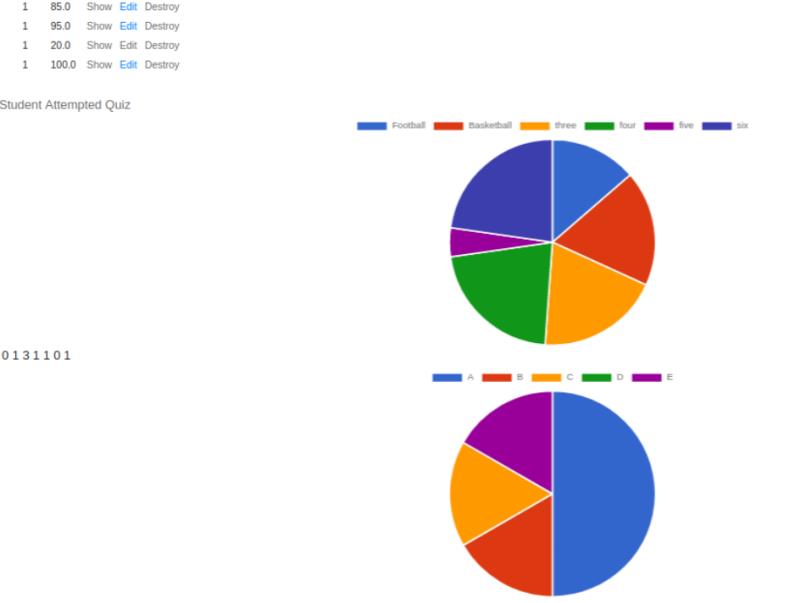 1 85.0 Show Edit Destroy
1 95.0 Show Edit Destroy
1 20.0 Show Edit Destroy
1 100.0 Show Edit Destroy
Student Attempted Quiz
Football Basketball three four five six
0 1 3 1 1 0 1
A B C D E